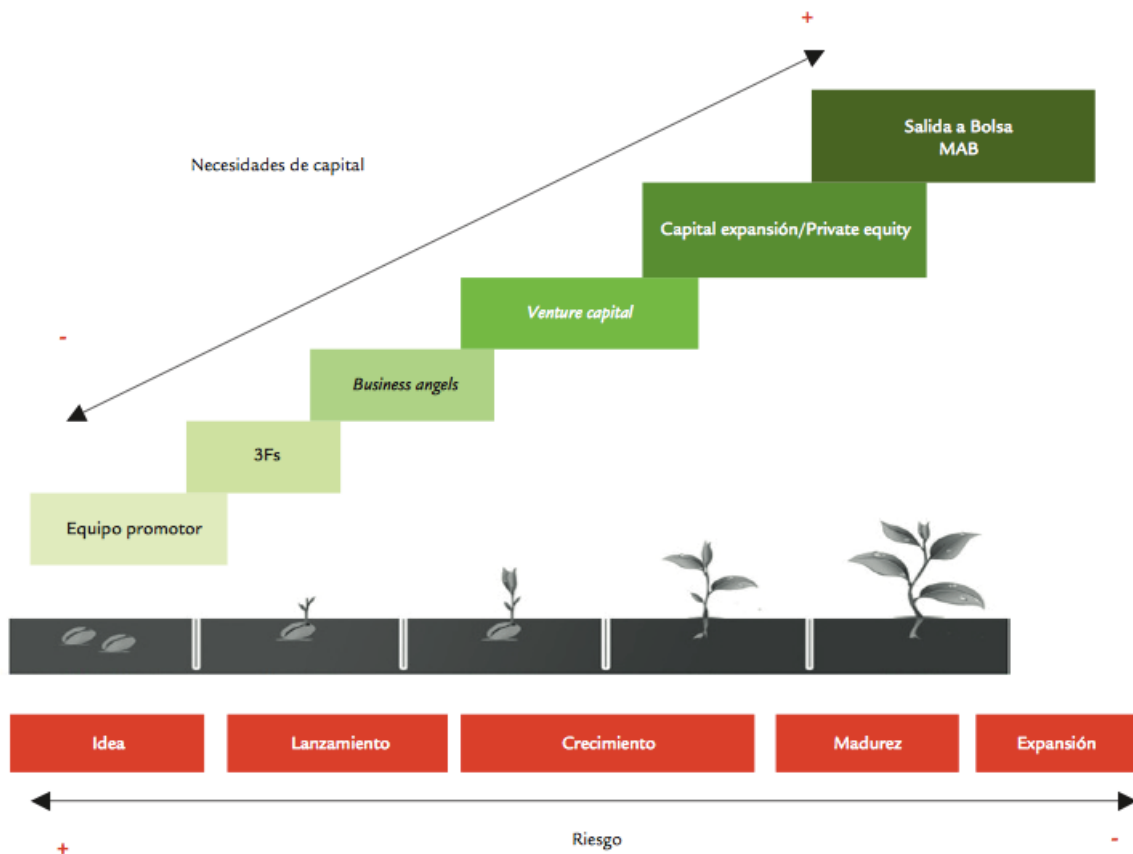 +
Salida a Bolsa
MAB
Necesidades de capital
Capital expansión/Private equity
Venture capital
-
Business angels
3Fs
Equipo promotor
Idea
Lanzamiento
Crecimiento
Madurez
Expansión
+
Riesgo
-